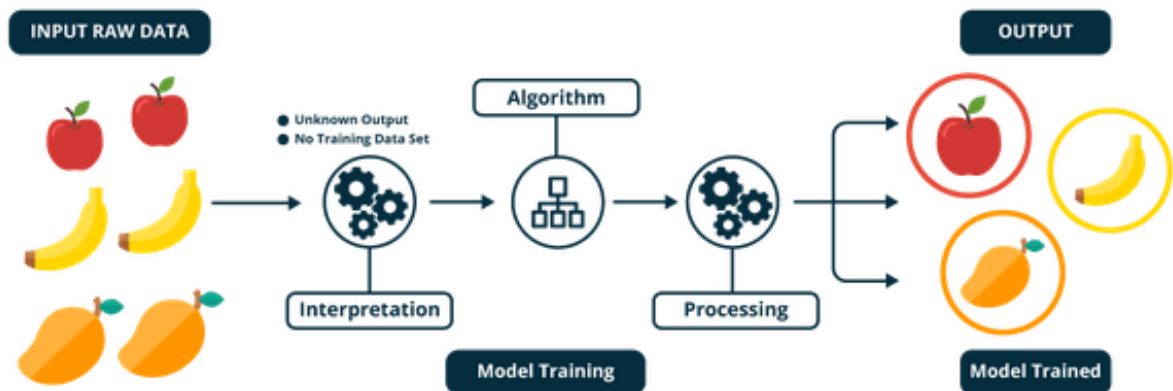 INPUT RAW DATA
OUTPUT
Algorithm
Unknown Output
No Training Data Set
Interpretation
Processing
Model Training
Model Trained